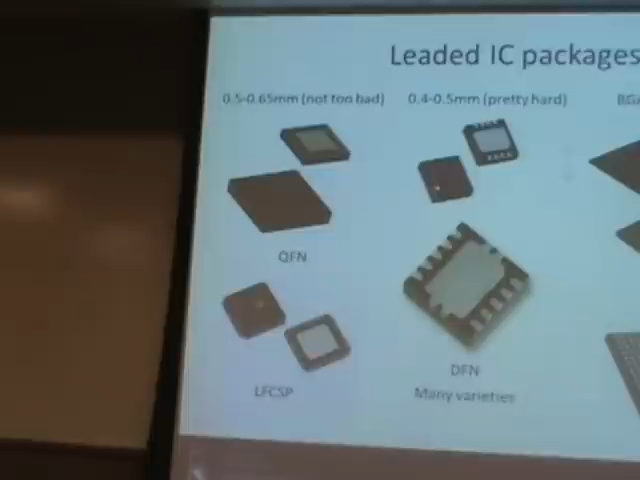 Leaded IC packages
0.5-0.65mm (not too bad)
0.4-0.5mm (pretty hard)
QFN
LFCSP
DFN
Many varieties